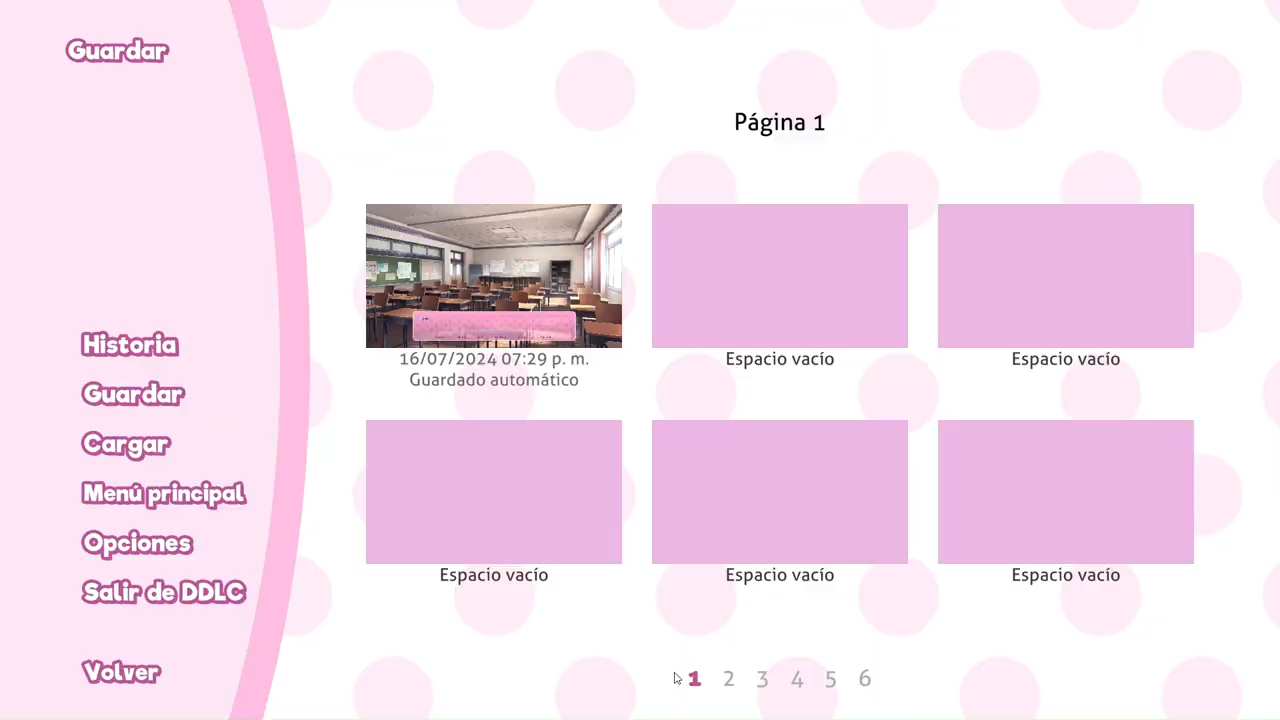 Guardar
Página 1
16/07/2024 07:29 p. m.
Guardado automático
Espacio vacío
Espacio vacío
Espacio vacío
Espacio vacío
Espacio vacío
Historia
Guardar
Cargar
Menú principal
Opciones
Salir de DDLC
Volver
1 2 3 4 5 6